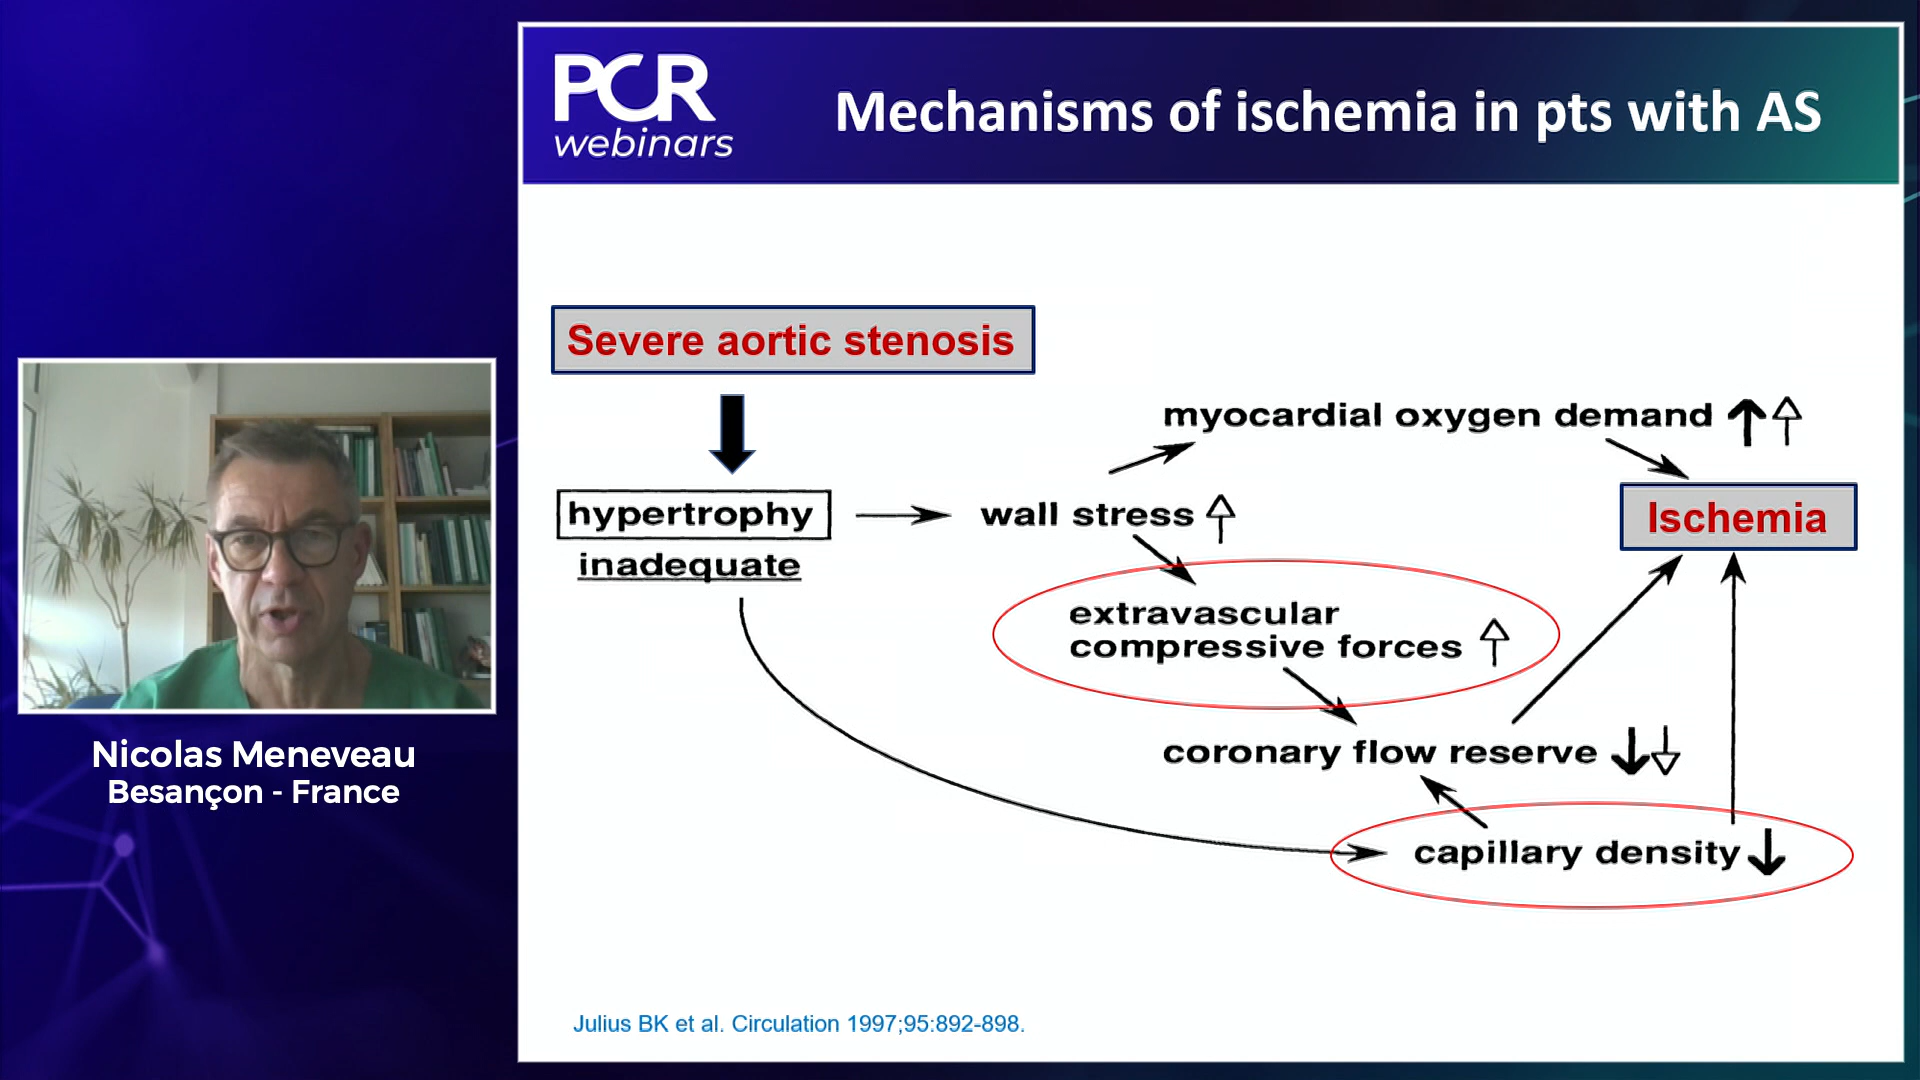 PCR
webinars
Mechanisms of ischemia in pts with AS
Severe aortic stenosis
myocardial oxygen demand
hypertrophy
inadequate
wall stress
Ischemia
extravascular
compressive forces
coronary flow reserve
capillary density
Julius BK et al. Circulation 1997;95:892-898.
Nicolas Meneveau
Besançon - France